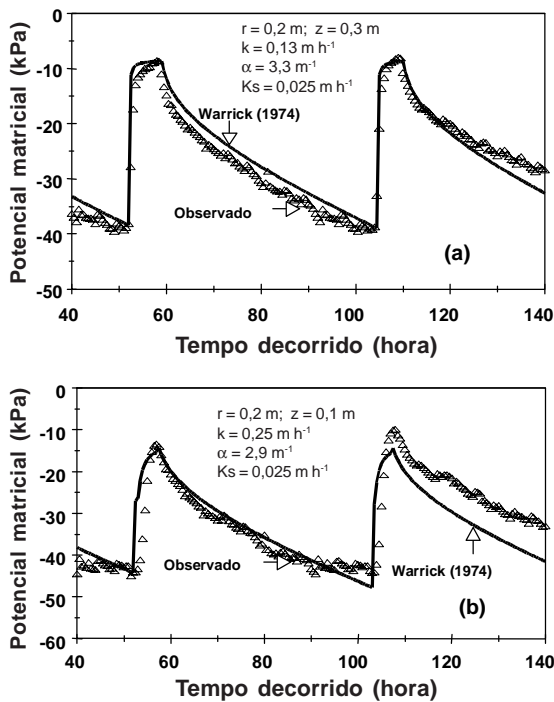 r = 0,2 m; z = 0,3 m
k = 0,13 m h-1
α = 3,3 m-1
Ks = 0,025 m h-1
Warrick (1974)
Observado
(a)
Potencial matricial (kPa)
0
-10
-20
-30
-40
-50
40 60 80 100 120 140
Tempo decorrido (hora)
r = 0,2 m; z = 0,1 m
k = 0,25 m h-1
α = 2,9 m-1
Ks = 0,025 m h-1
Observado
Warrick (1974)
(b)
Potencial matricial (kPa)
0
-10
-20
-30
-40
-50
-60
40 60 80 100 120 140
Tempo decorrido (hora)